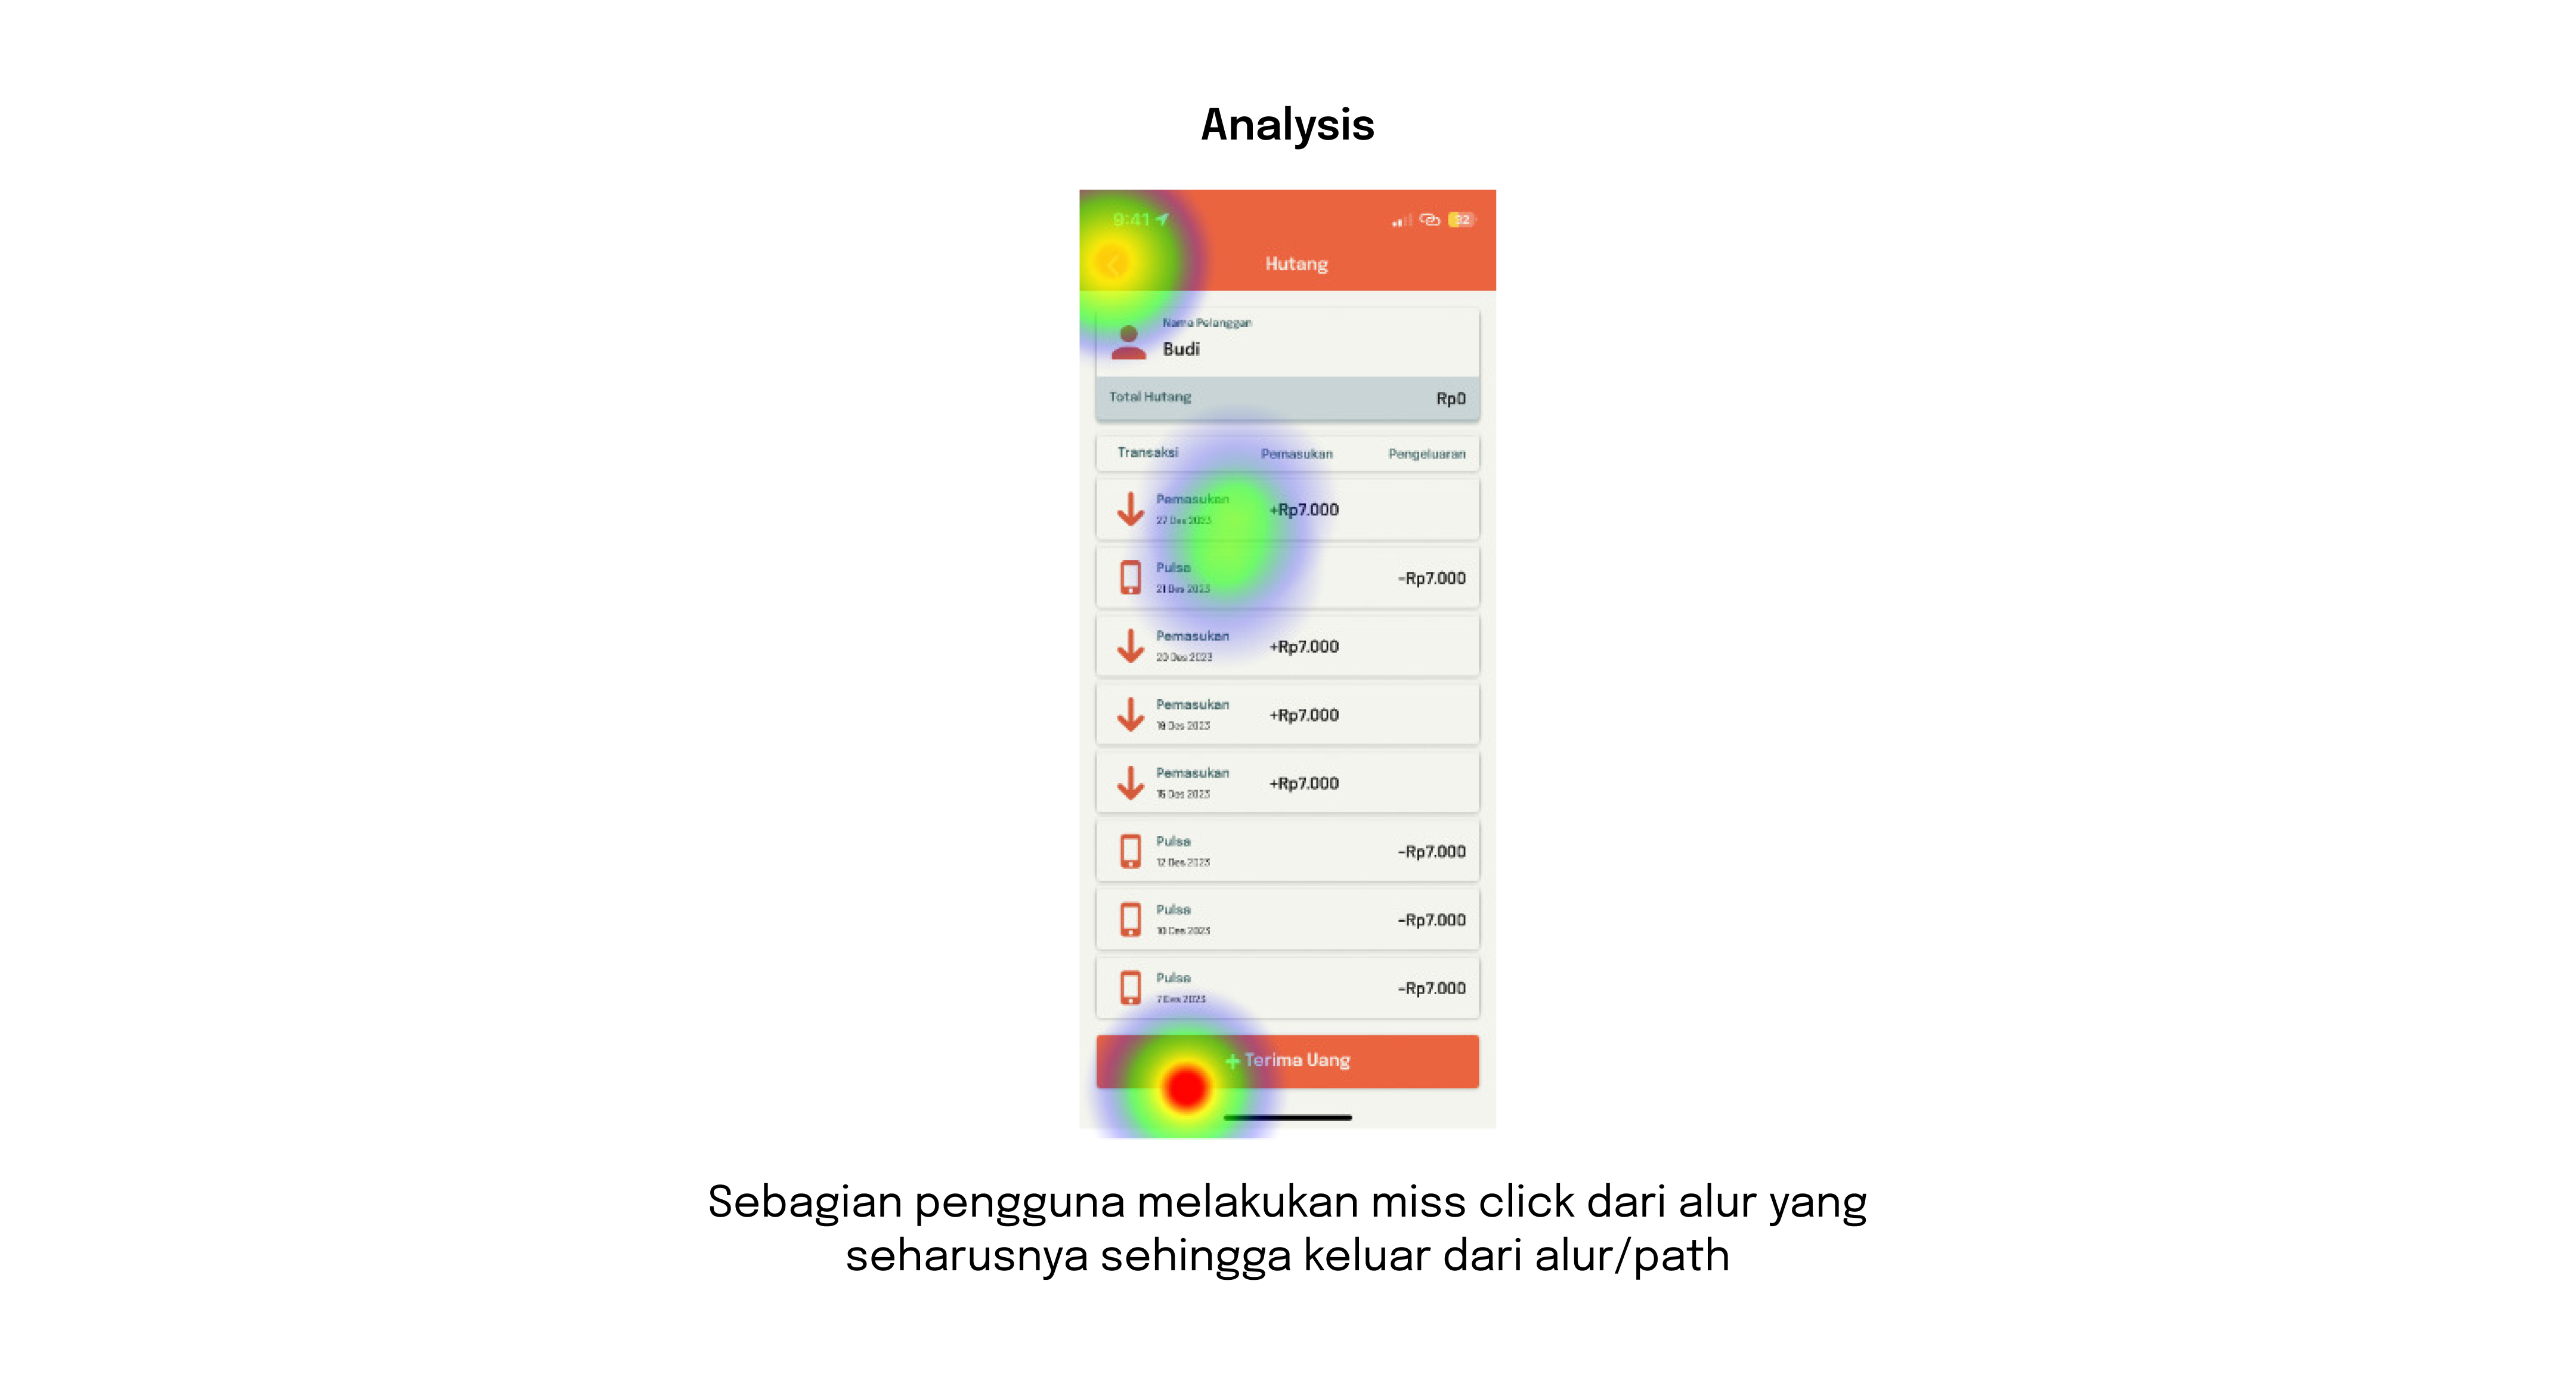 Analysis
9:41
32
Hutang
Nama Pelanggan
Budi
Total Hutang Rp0
Transaksi Pemasukan Pengeluaran
Pemasukan
27 Des 2023
+Rp7.000
Pulsa
21 Des 2023
-Rp7.000
Pemasukan
20 Des 2023
+Rp7.000
Pemasukan
18 Des 2023
+Rp7.000
Pemasukan
15 Des 2023
+Rp7.000
Pulsa
12 Des 2023
-Rp7.000
Pulsa
10 Des 2023
-Rp7.000
Pulsa
7 Des 2023
-Rp7.000
+ Terima Uang
Sebagian pengguna melakukan miss click dari alur yang
seharusnya sehingga keluar dari alur/path